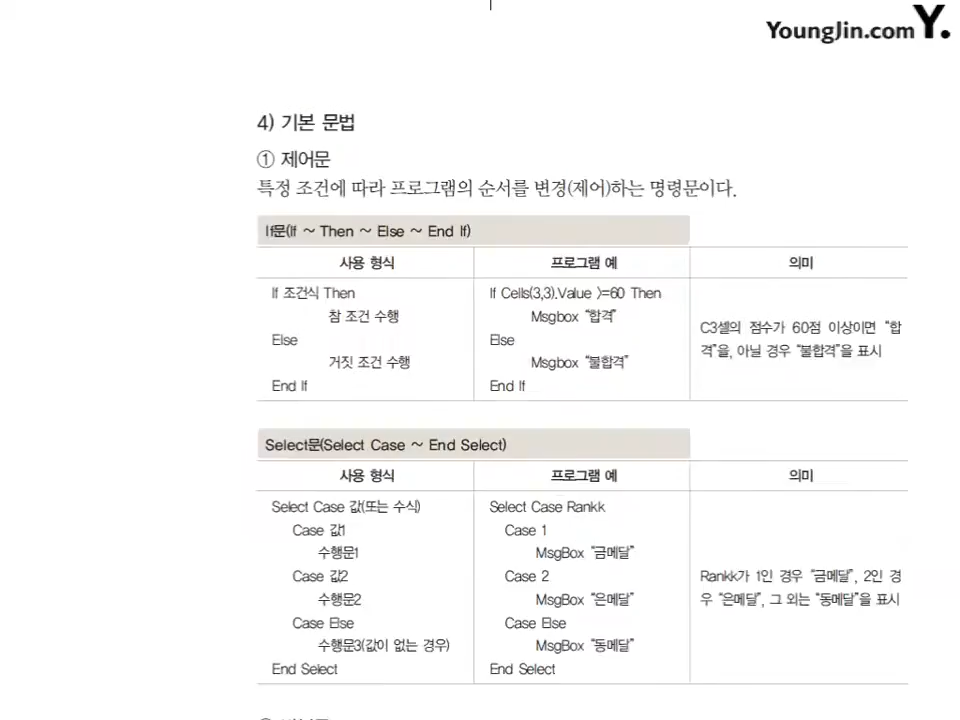 YoungJin.com Y.
4) 기본 문법
① 제어문
특정 조건에 따라 프로그램의 순서를 변경(제어)하는 명령문이다.
If문(If ~ Then ~ Else ~ End If)
사용 형식 프로그램 예 의미
If 조건식 Then
참 조건 수행
Else
거짓 조건 수행
End If
If Cells(3,3).Value >=60 Then
Msgbox “합격”
Else
Msgbox “불합격”
End If
C3셀의 점수가 60점 이상이면 “합
격”을, 아닐 경우 “불합격”을 표시
Select문(Select Case ~ End Select)
사용 형식 프로그램 예 의미
Select Case 값(또는 수식)
Case 값1
수행문1
Case 값2
수행문2
Case Else
수행문3(값이 없는 경우)
End Select
Select Case Rankk
Case 1
MsgBox “금메달”
Case 2
MsgBox “은메달”
Case Else
MsgBox “동메달”
End Select
Rankk가 1인 경우 “금메달”, 2인 경
우 “은메달”, 그 외는 “동메달”을 표시